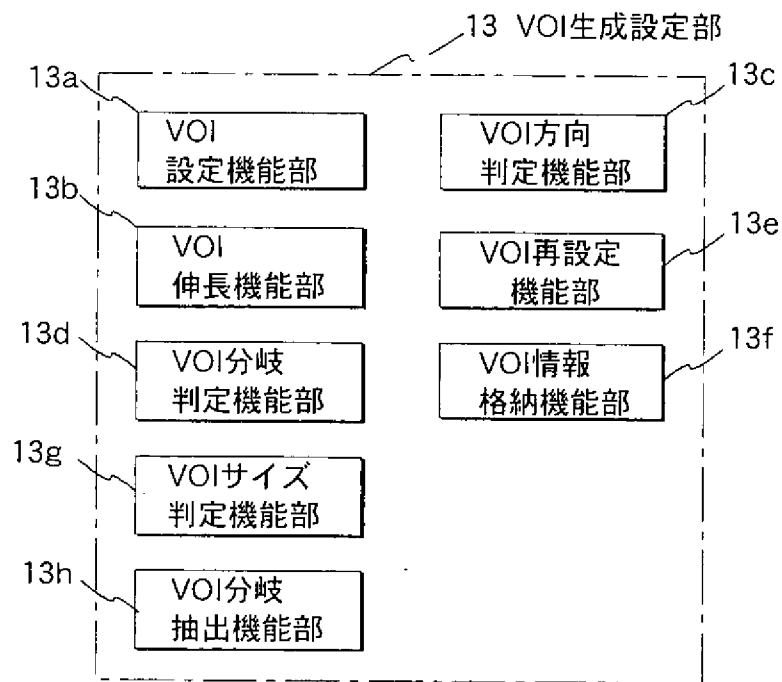 13 VOI生成設定部
13a
VOI
設定機能部
13c
VOI方向
判定機能部
13b
VOI
伸長機能部
13e
VOI再設定
機能部
13d
VOI分岐
判定機能部
13f
VOI情報
格納機能部
13g
VOIサイズ
判定機能部
13h
VOI分岐
抽出機能部